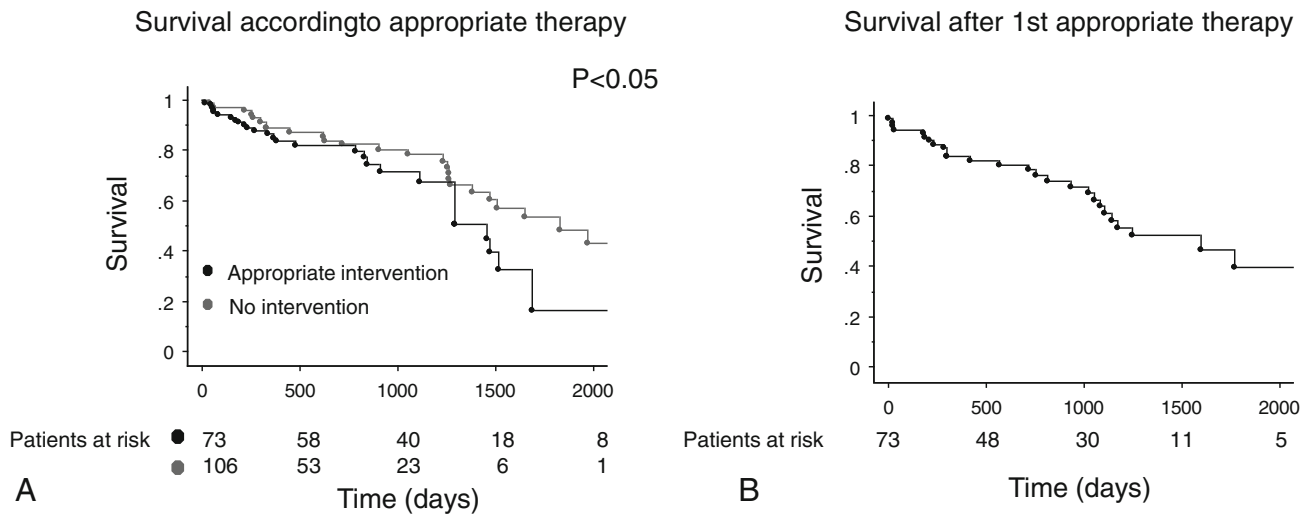 Survival accordingto appropriate therapy
P<0.05
1
.8
.6
.4
.2
0
Survival
Appropriate intervention
No intervention
0 500 1000 1500 2000
Patients at risk 73 58 40 18 8
106 53 23 6 1
Time (days)
A
Survival after 1st appropriate therapy
1
.8
.6
.4
.2
0
Survival
0 500 1000 1500 2000
Patients at risk 73 48 30 11 5
Time (days)
B